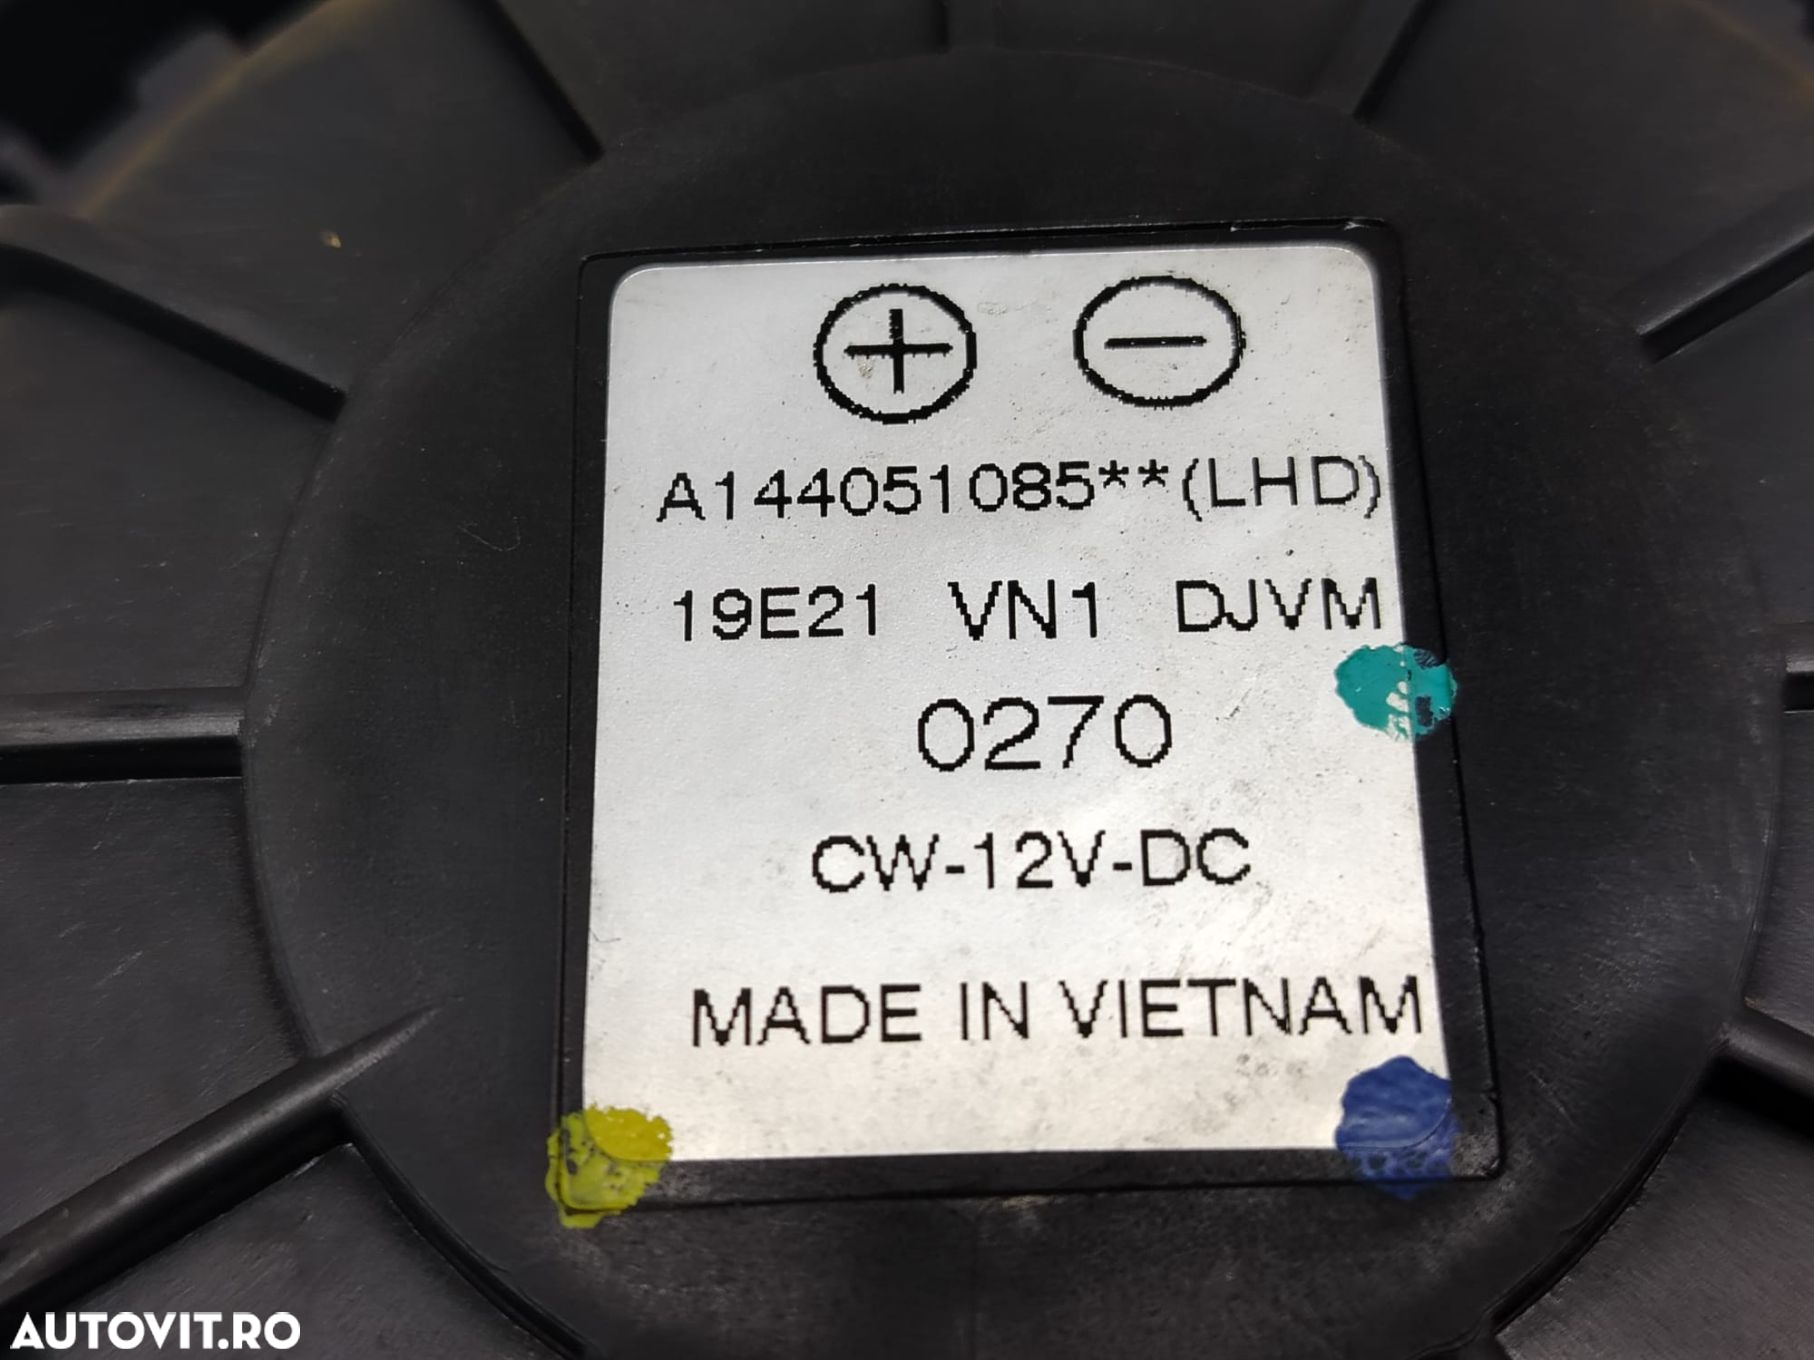 ⊕ ⊖
A144051085**(LHD)
19E21 VN1 DJVM
0270
CW-12V-DC
MADE IN VIETNAM
AUTOVIT.RO